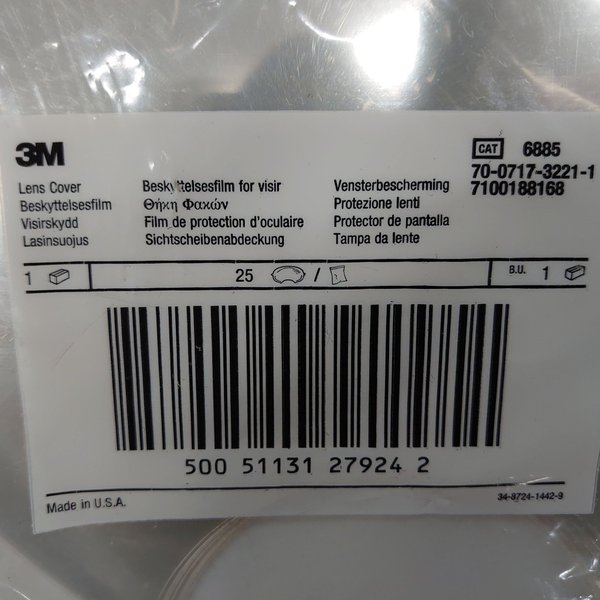 3M
CAT 6885
70-0717-3221-1
7100188168
Lens Cover
Beskyttelsesfilm
Visirskydd
Lasinsuojus
Beskyttelsesfilm for visir
Θήκη Φακών
Film de protection d'oculaire
Sichtscheibenabdeckung
Vensterbescherming
Protezione lenti
Protector de pantalla
Tampa da lente
1 25 / B.U. 1
500 51131 27924 2
Made in U.S.A.
34-8724-1442-9